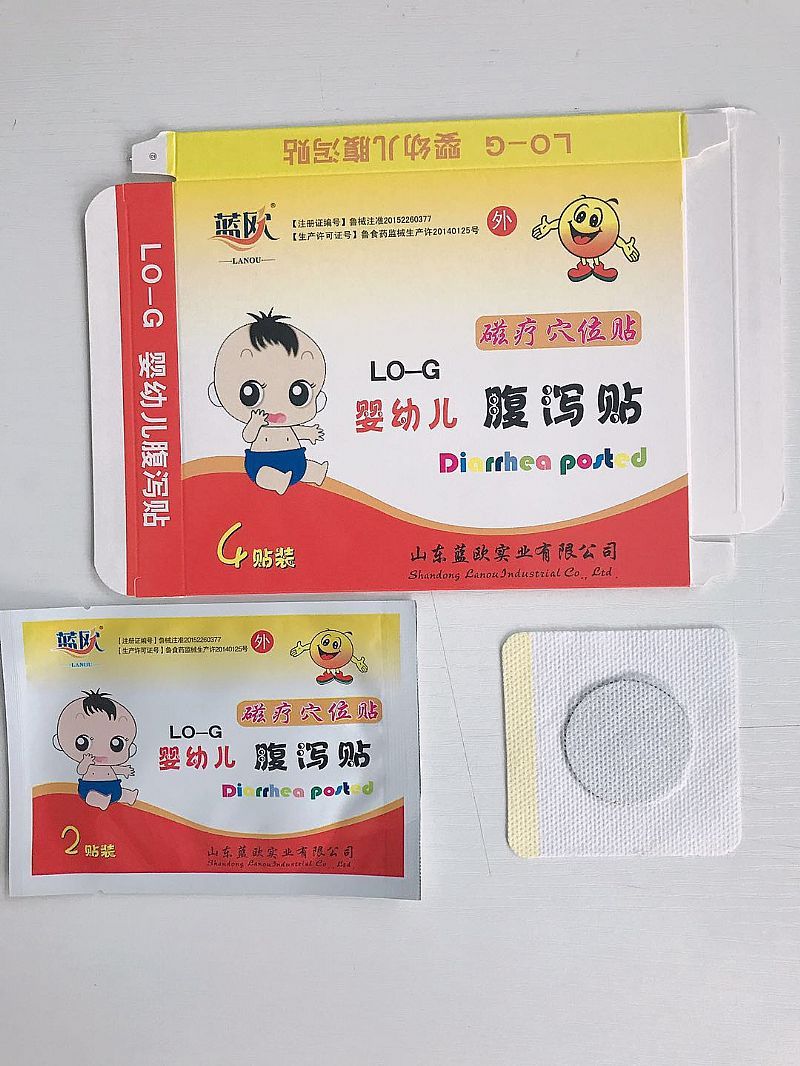 LO-G 婴幼儿腹泻贴
LO-G 婴幼儿腹泻贴
蓝欧®
LANOU
【注册证编号】鲁械注准20152260377
【生产许可证号】鲁食药监械生产许20140125号
外
磁疗穴位贴
LO-G
婴幼儿 腹泻贴
Diarrhea posted
4贴装
山东蓝欧实业有限公司
Shandong Lanou Industrial Co., Ltd.
蓝欧®
LANOU
【注册证编号】鲁械注准20152260377
【生产许可证号】鲁食药监械生产许20140125号
外
磁疗穴位贴
LO-G
婴幼儿 腹泻贴
Diarrhea posted
2贴装
山东蓝欧实业有限公司
Shandong Lanou Industrial Co., Ltd.